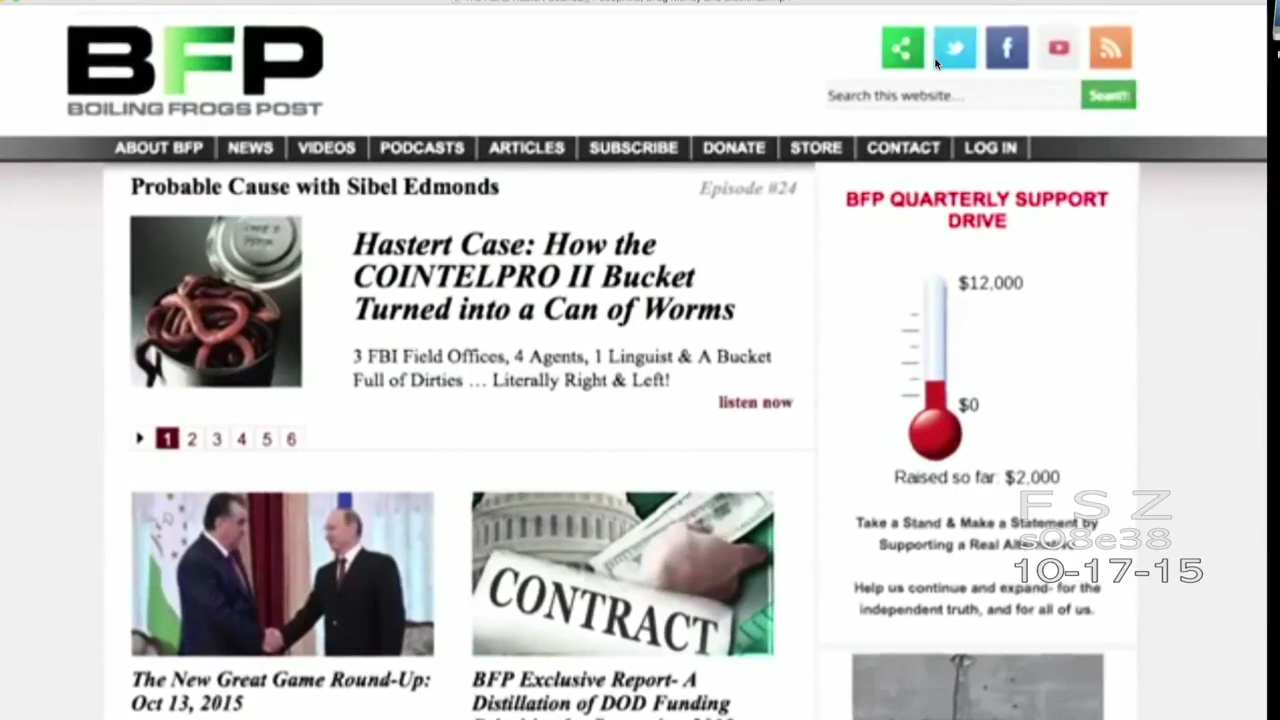 BFP
BOILING FROGS POST
Search this website...
Search
ABOUT BFP
NEWS
VIDEOS
PODCASTS
ARTICLES
SUBSCRIBE
DONATE
STORE
CONTACT
LOG IN
Probable Cause with Sibel Edmonds
Episode #24
Hastert Case: How the
COINTELPRO II Bucket
Turned into a Can of Worms
3 FBI Field Offices, 4 Agents, 1 Linguist & A Bucket
Full of Dirties ... Literally Right & Left!
listen now
1 2 3 4 5 6
CONTRACT
The New Great Game Round-Up:
Oct 13, 2015
BFP Exclusive Report- A
Distillation of DOD Funding
BFP QUARTERLY SUPPORT
DRIVE
$12,000
$0
Raised so far: $2,000
Take a Stand & Make a Statement by
Supporting a Real
Help us continue and expand- for the
independent truth, and for all of us.
FSZ
s08e38
10-17-15